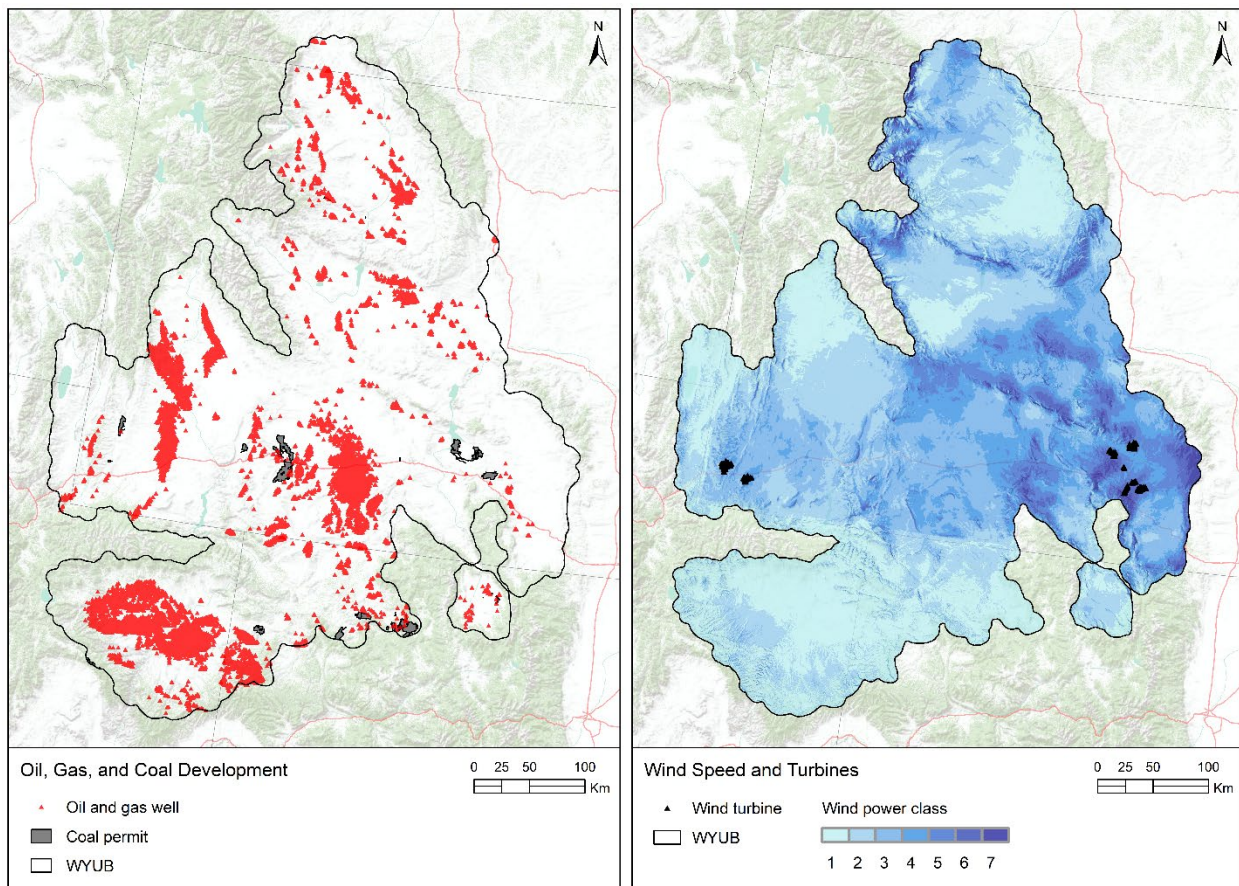 N
Oil, Gas, and Coal Development
0 25 50 100
Km
Oil and gas well
Coal permit
WYUB
N
Wind Speed and Turbines
0 25 50 100
Km
Wind turbine
Wind power class
WYUB
1 2 3 4 5 6 7